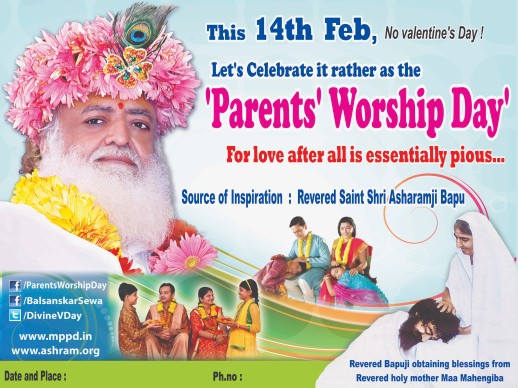 This 14th Feb, No valentine's Day !
Let's Celebrate it rather as the
'Parents' Worship Day'
For love after all is essentially pious...
Source of Inspiration : Revered Saint Shri Asharamji Bapu
/ParentsWorshipDay
/BalsanskarSewa
/DivineVDay
www.mppd.in
www.ashram.org
Revered Bapuji obtaining blessings from
Revered holy mother Maa Mahengiba
Date and Place :
Ph.no :